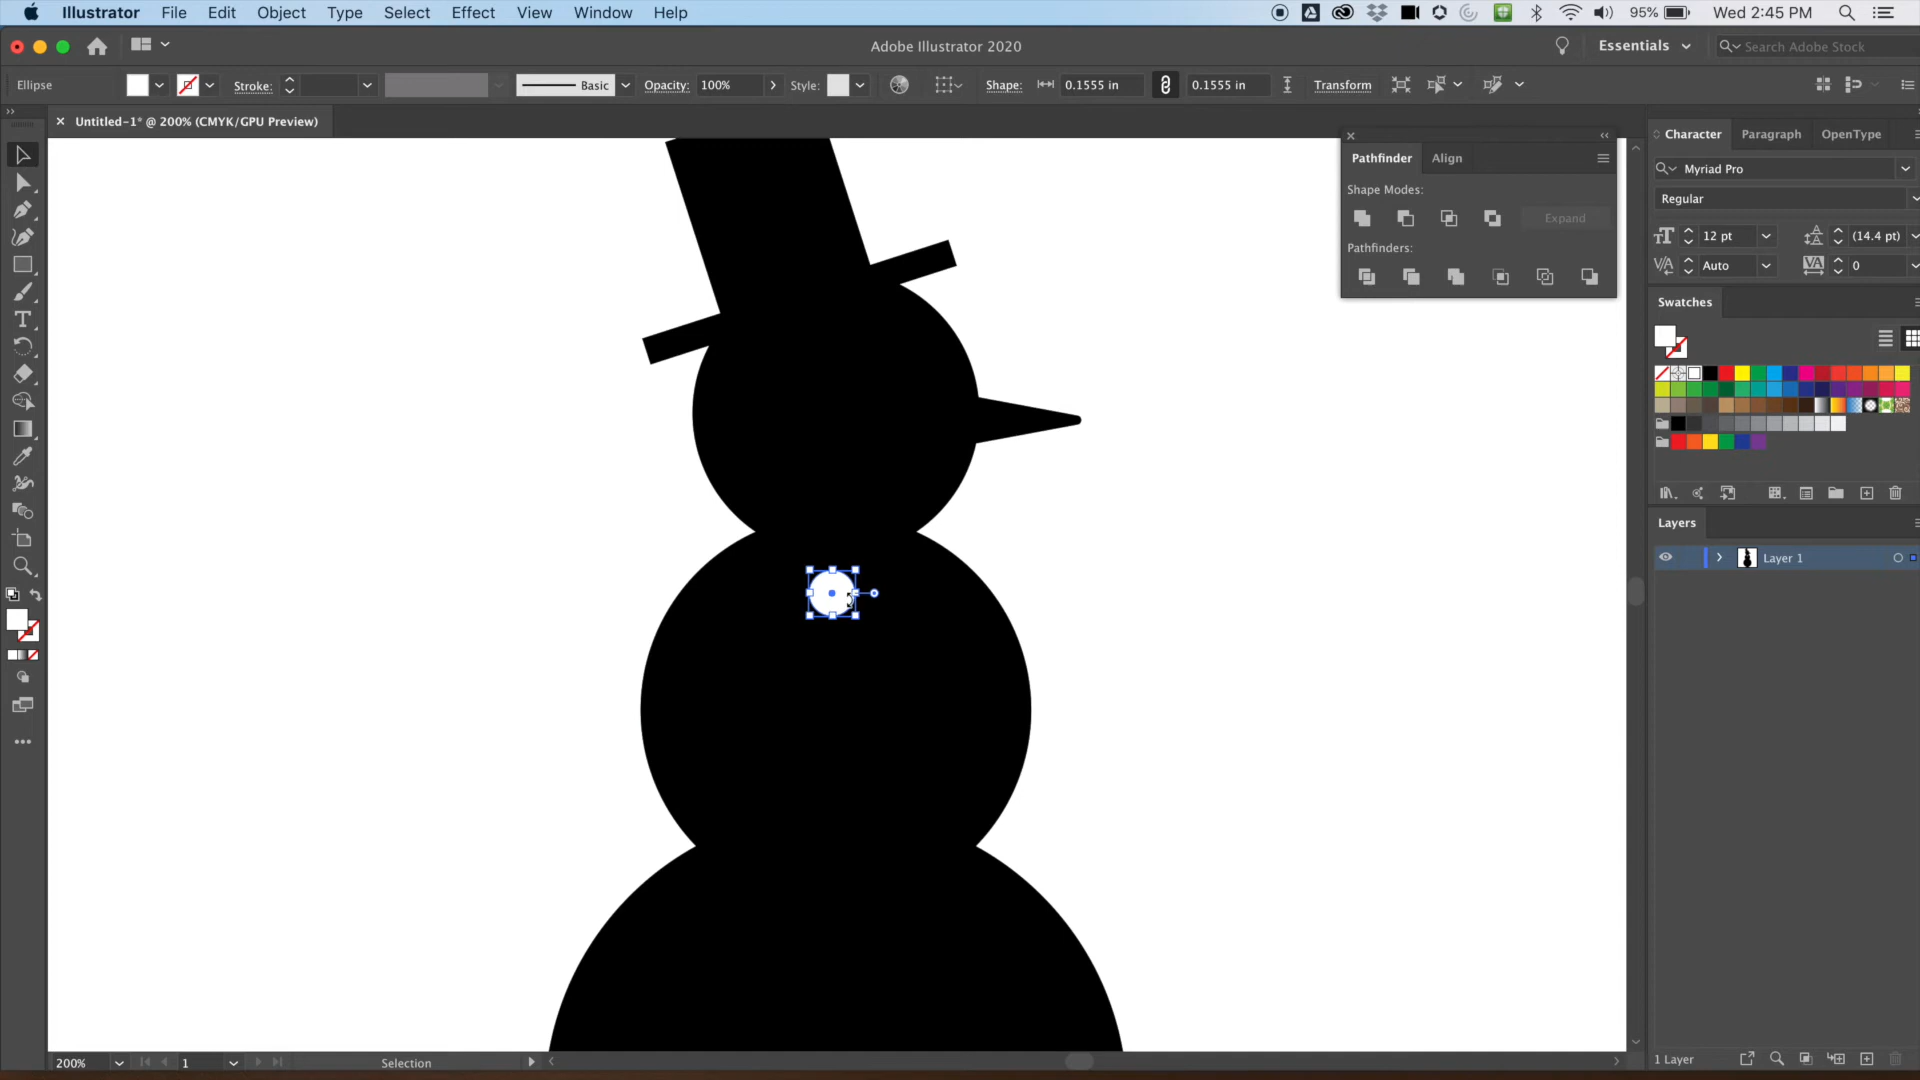 Illustrator File Edit Object Type Select Effect View Window Help 95% Wed 2:45 PM
Adobe Illustrator 2020 Essentials Search Adobe Stock
Ellipse Stroke: Basic Opacity: 100% Style: Shape: 0.1555 in 0.1555 in Transform
Untitled-1* @ 200% (CMYK/GPU Preview)
Pathfinder Align
Shape Modes:
Expand
Pathfinders:
Character Paragraph OpenType
Myriad Pro
Regular
12 pt (14.4 pt)
Auto 0
Swatches
Layers
Layer 1
1 Layer
200% 1 Selection